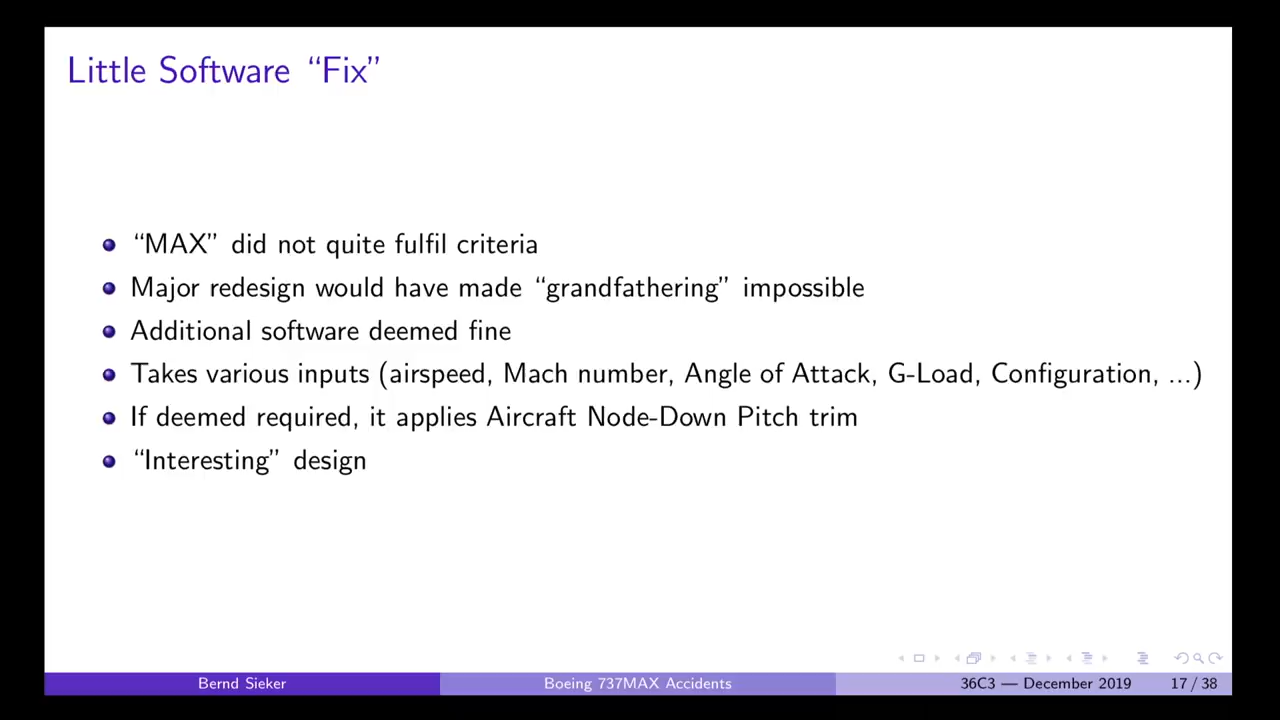 Little Software “Fix”
“MAX” did not quite fulfil criteria
Major redesign would have made “grandfathering” impossible
Additional software deemed fine
Takes various inputs (airspeed, Mach number, Angle of Attack, G-Load, Configuration, ...)
If deemed required, it applies Aircraft Node-Down Pitch trim
“Interesting” design
Bernd Sieker
Boeing 737MAX Accidents
36C3 — December 2019
17 / 38